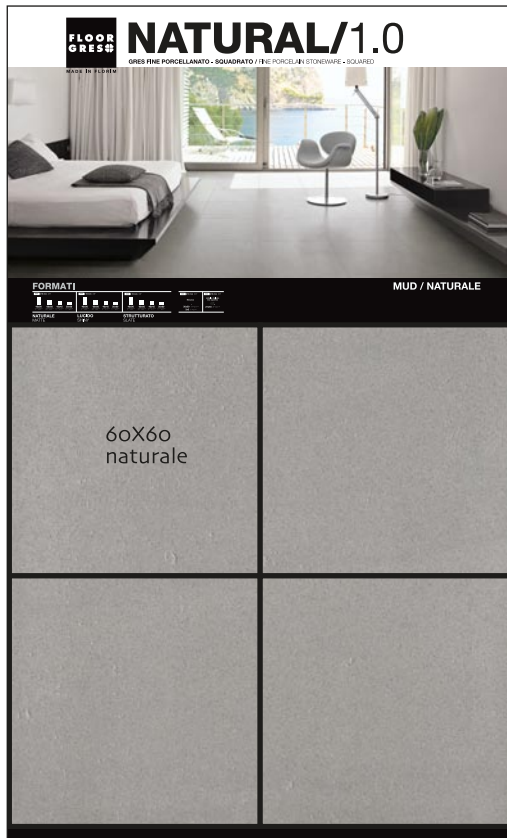 FLOOR
GRES
MADE IN FLORIM
NATURAL/1.0
GRES FINE PORCELLANATO - SQUADRATO / FINE PORCELAIN STONEWARE - SQUARED
FORMATI
MUD / NATURALE
NATURALE
MATTE
LUCIDO
SHINY
STRUTTURATO
SLATE
60X60
naturale